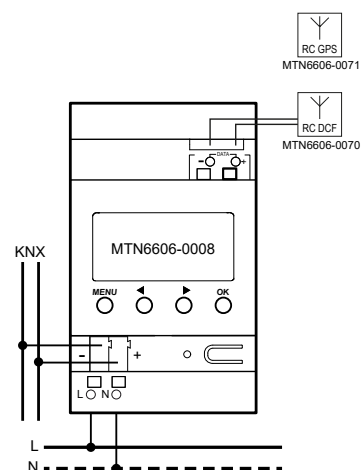 RC GPS
MTN6606-0071
RC DCF
MTN6606-0070
- DATA +
MTN6606-0008
KNX
MENU
OK
- +
L N
L
N